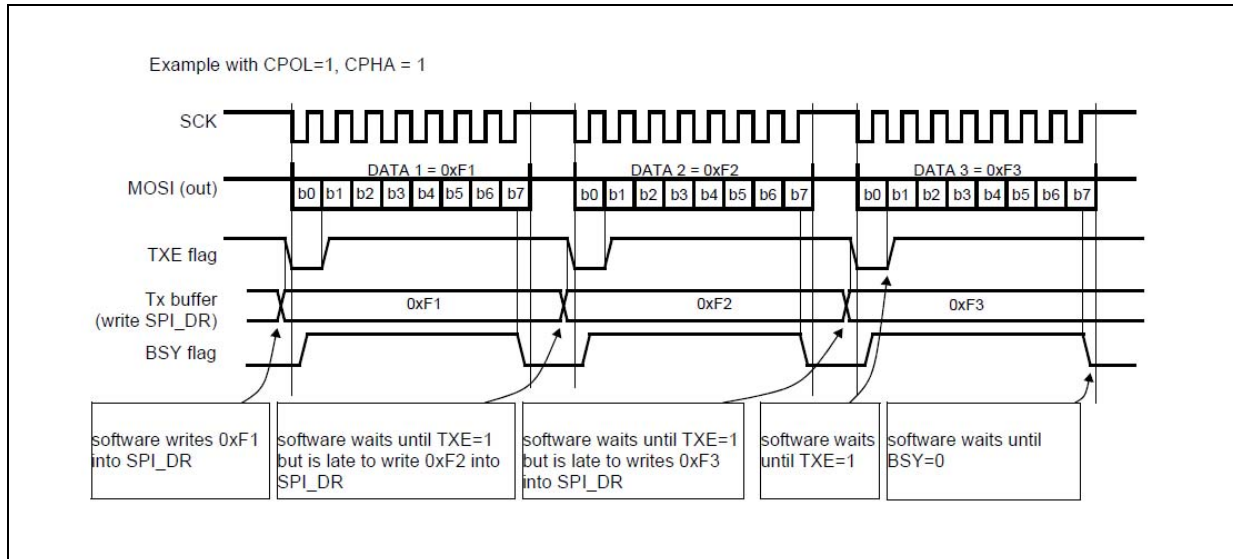 Example with CPOL=1, CPHA = 1
SCK
DATA 1 = 0xF1
DATA 2 = 0xF2
DATA 3 = 0xF3
MOSI (out)
b0 b1 b2 b3 b4 b5 b6 b7
b0 b1 b2 b3 b4 b5 b6 b7
b0 b1 b2 b3 b4 b5 b6 b7
TXE flag
Tx buffer
(write SPI_DR)
0xF1
0xF2
0xF3
BSY flag
software writes 0xF1
into SPI_DR
software waits until TXE=1
but is late to write 0xF2 into
SPI_DR
software waits until TXE=1
but is late to writes 0xF3
into SPI_DR
software waits
until TXE=1
software waits until
BSY=0